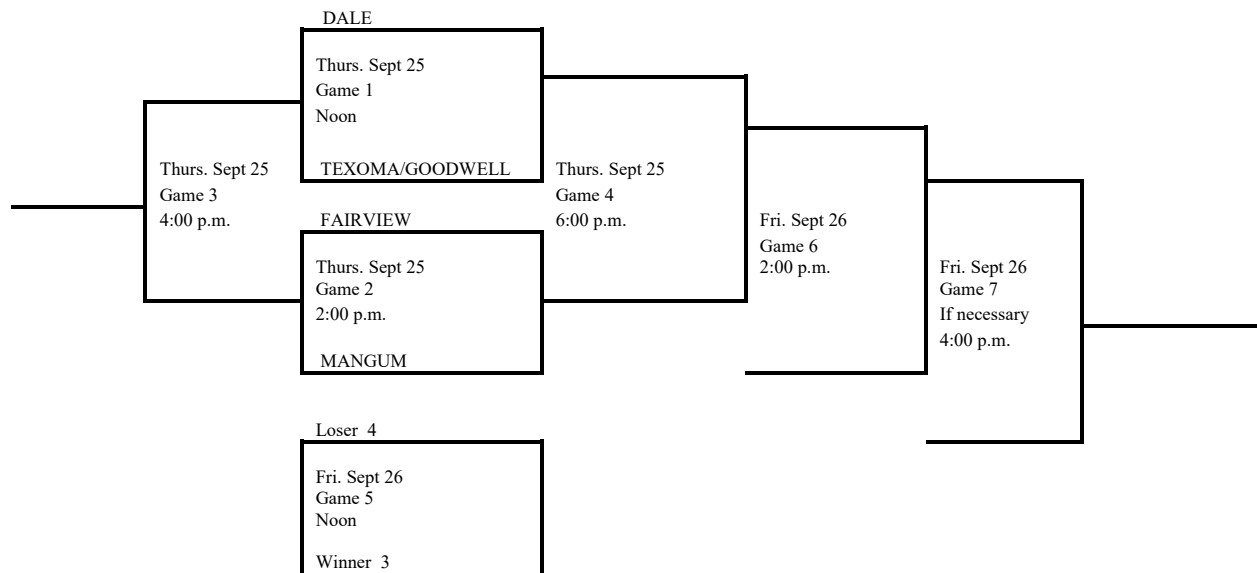 DALE
Thurs. Sept 25
Game 1
Noon
TEXOMA/GOODWELL
Thurs. Sept 25
Game 3
4:00 p.m.
Thurs. Sept 25
Game 4
6:00 p.m.
FAIRVIEW
Thurs. Sept 25
Game 2
2:00 p.m.
MANGUM
Fri. Sept 26
Game 6
2:00 p.m.
Fri. Sept 26
Game 7
If necessary
4:00 p.m.
Loser  4
Fri. Sept 26
Game 5
Noon
Winner  3